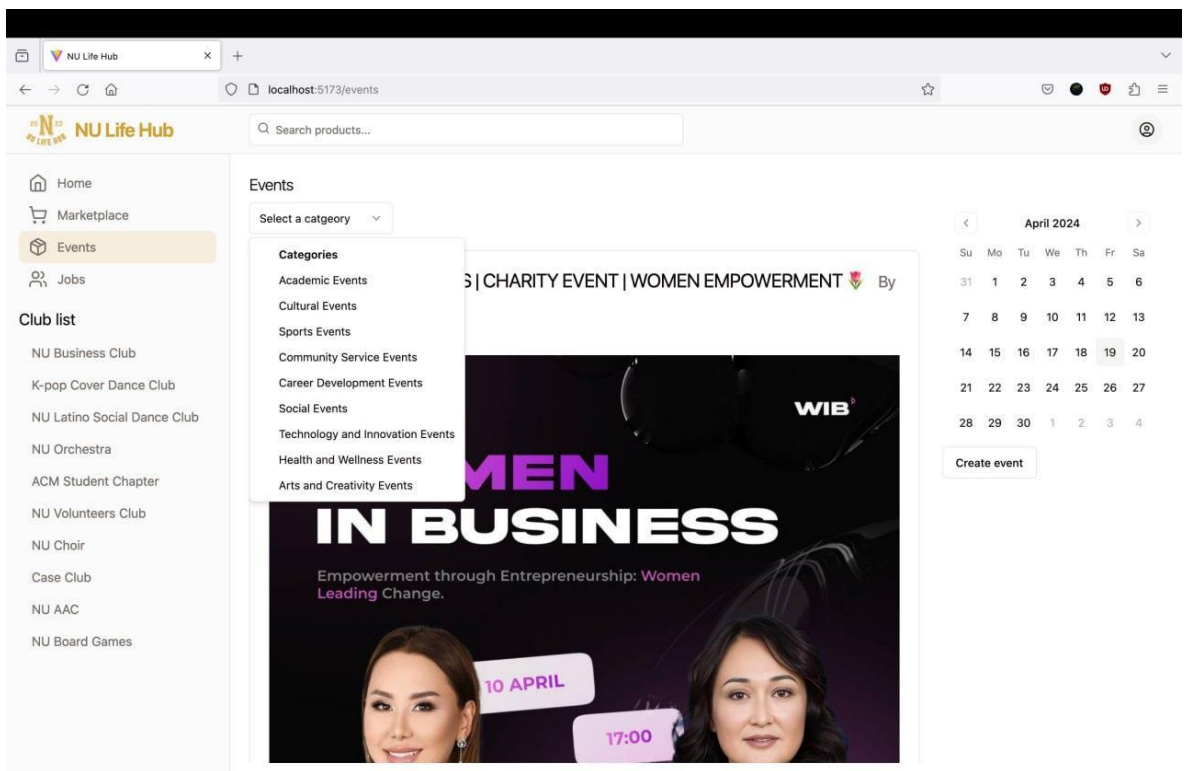 NU Life Hub
localhost:5173/events
N
20 23
NU LIFE HUB
NU Life Hub
Search products...
Home
Marketplace
Events
Jobs
Club list
NU Business Club
K-pop Cover Dance Club
NU Latino Social Dance Club
NU Orchestra
ACM Student Chapter
NU Volunteers Club
NU Choir
Case Club
NU AAC
NU Board Games
Events
Select a catgeory
Categories
Academic Events
Cultural Events
Sports Events
Community Service Events
Career Development Events
Social Events
Technology and Innovation Events
Health and Wellness Events
Arts and Creativity Events
| CHARITY EVENT | WOMEN EMPOWERMENT 🌷 By
WIB
MEN
IN BUSINESS
Empowerment through Entrepreneurship: Women
Leading Change.
10 APRIL
17:00
April 2024
Su Mo Tu We Th Fr Sa
31 1 2 3 4 5 6
7 8 9 10 11 12 13
14 15 16 17 18 19 20
21 22 23 24 25 26 27
28 29 30 1 2 3 4
Create event